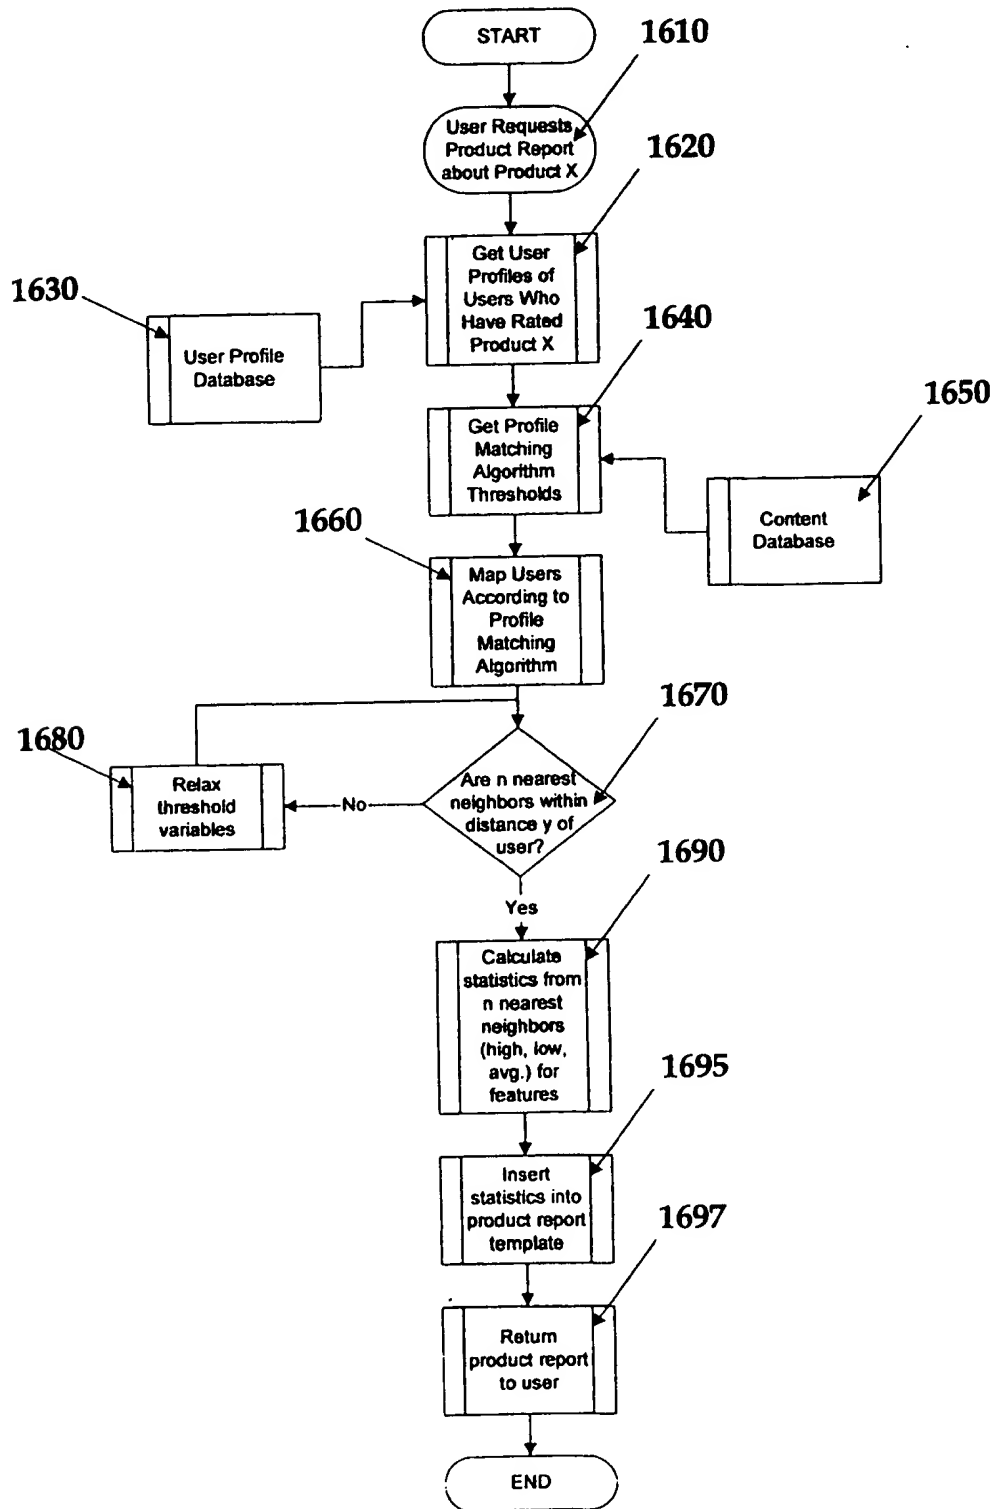 START
1610
User Requests
Product Report
about Product X
1620
Get User
Profiles of
Users Who
Have Rated
Product X
1630
User Profile
Database
1640
Get Profile
Matching
Algorithm
Thresholds
1650
Content
Database
1660
Map Users
According to
Profile
Matching
Algorithm
1670
Are n nearest
neighbors within
distance y of
user?
1680
Relax
threshold
variables
No
Yes
1690
Calculate
statistics from
n nearest
neighbors
(high, low,
avg.) for
features
1695
Insert
statistics into
product report
template
1697
Return
product report
to user
END